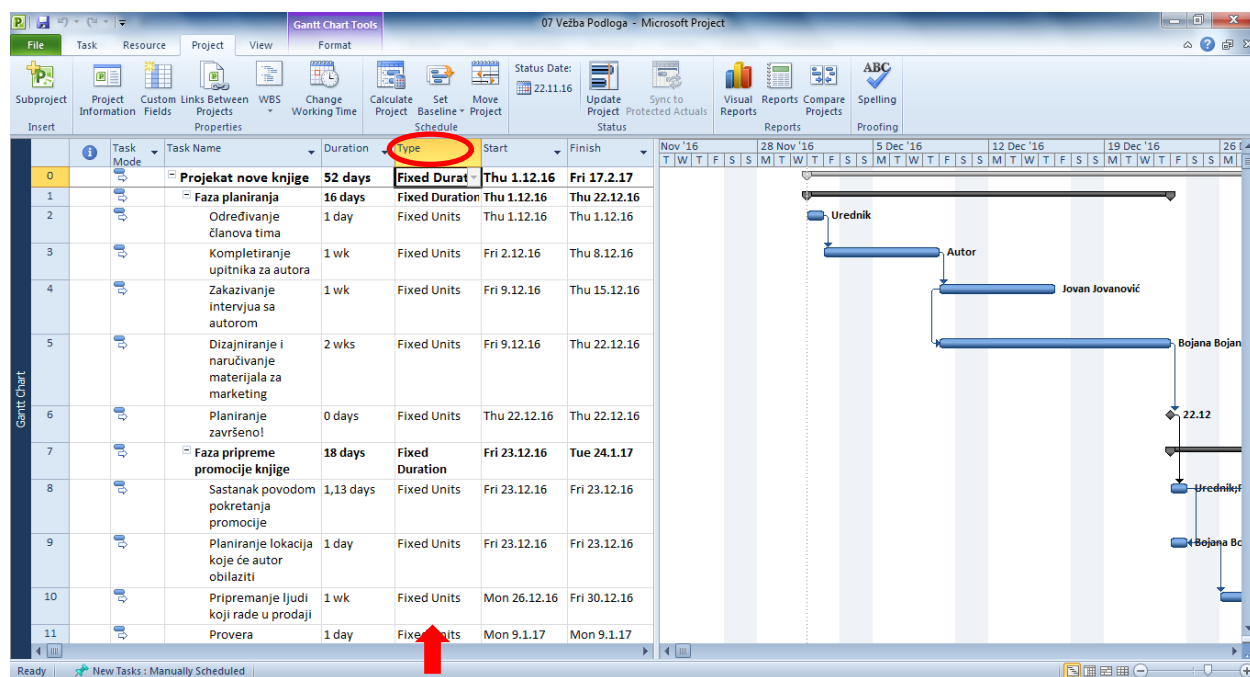 Gantt Chart Tools
07 Vežba Podloga - Microsoft Project
File Task Resource Project View Format
Subproject
Project Information
Custom Fields
Links Between Projects
WBS
Change Working Time
Calculate Project
Set Baseline
Move Project
Status Date:
22.11.16
Update Project
Sync to Protected Actuals
Visual Reports
Reports
Compare Projects
ABC
Spelling
Insert Properties Schedule Status Reports Proofing
Task Mode Task Name Duration Type Start Finish
Nov '16 28 Nov '16 5 Dec '16 12 Dec '16 19 Dec '16
T W T F S S M T W T F S S M T W T F S S M T W T F S S M T W T F S S M
0 Projekat nove knjige 52 days Fixed Durat Thu 1.12.16 Fri 17.2.17
1 Faza planiranja 16 days Fixed Duration Thu 1.12.16 Thu 22.12.16
2 Određivanje 1 day Fixed Units Thu 1.12.16 Thu 1.12.16 Urednik
članova tima
3 Kompletiranje 1 wk Fixed Units Fri 2.12.16 Thu 8.12.16 Autor
upitnika za autora
4 Zakazivanje 1 wk Fixed Units Fri 9.12.16 Thu 15.12.16 Jovan Jovanović
intervjua sa
autorom
5 Dizajniranje i 2 wks Fixed Units Fri 9.12.16 Thu 22.12.16 Bojana Bojan
naručivanje
materijala za
marketing
6 Planiranje 0 days Fixed Units Thu 22.12.16 Thu 22.12.16 22.12
završeno!
7 Faza pripreme 18 days Fixed Fri 23.12.16 Tue 24.1.17
promocije knjige Duration
8 Sastanak povodom 1,13 days Fixed Units Fri 23.12.16 Fri 23.12.16 Urednik;
pokretanja
promocije
9 Planiranje lokacija 1 day Fixed Units Fri 23.12.16 Fri 23.12.16 Bojana Bo
koje će autor
obilaziti
10 Pripremanje ljudi 1 wk Fixed Units Mon 26.12.16 Fri 30.12.16
koji rade u prodaji
11 Provera 1 day Mon 9.1.17 Mon 9.1.17
Gantt Chart
Ready New Tasks : Manually Scheduled